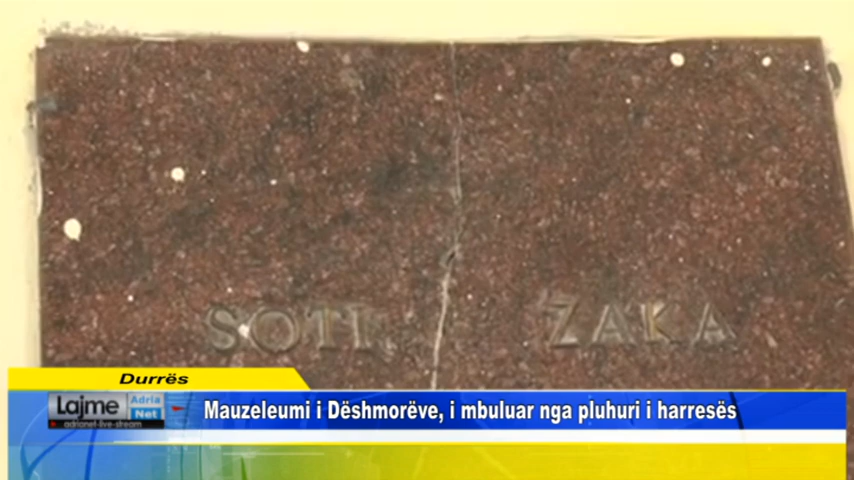 SOTI ZAKA
Durrës
Lajme
Adria
Net
adrianet-live-stream
Mauzeleumi i Dëshmorëve, i mbuluar nga pluhuri i harresës